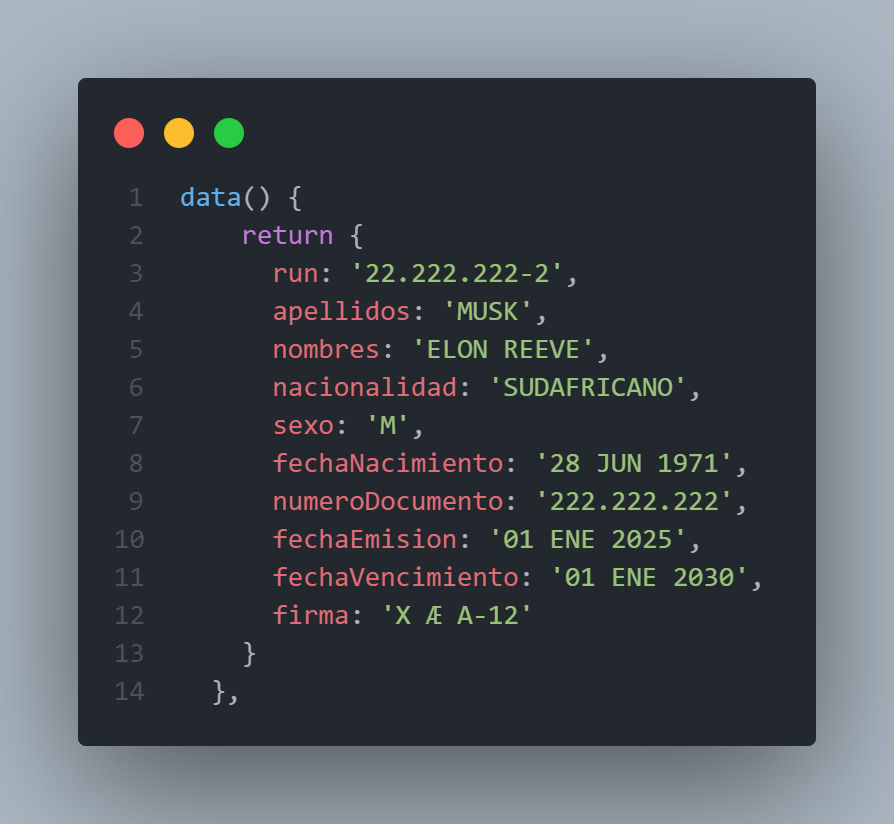 1 data() {
2 return {
3 run: '22.222.222-2',
4 apellidos: 'MUSK',
5 nombres: 'ELON REEVE',
6 nacionalidad: 'SUDAFRICANO',
7 sexo: 'M',
8 fechaNacimiento: '28 JUN 1971',
9 numeroDocumento: '222.222.222',
10 fechaEmision: '01 ENE 2025',
11 fechaVencimiento: '01 ENE 2030',
12 firma: 'X Æ A-12'
13 }
14 },